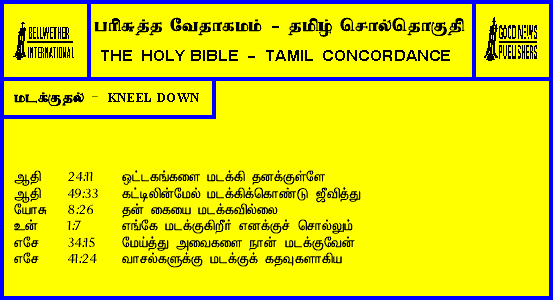 BELLWETHER
INTERNATIONAL
பரிசுத்த வேதாகமம் - தமிழ் சொல்தொகுதி
THE HOLY BIBLE - TAMIL CONCORDANCE
GOOD NEWS
PUBLISHERS
மடக்குதல் - KNEEL DOWN
ஆதி 24:11 ஒட்டகங்களை மடக்கி தனக்குள்ளே
ஆதி 49:33 கட்டிலின்மேல் மடக்கிக்கொண்டு ஜீவித்து
யோசு 8:26 தன் கையை மடக்கவில்லை
உன் 1:7 எங்கே மடக்குகிறீர் எனக்குச் சொல்லும்
எசே 34:15 மேய்த்து அவைகளை நான் மடக்குவேன்
எசே 41:24 வாசல்களுக்கு மடக்குக் கதவுகளாகிய